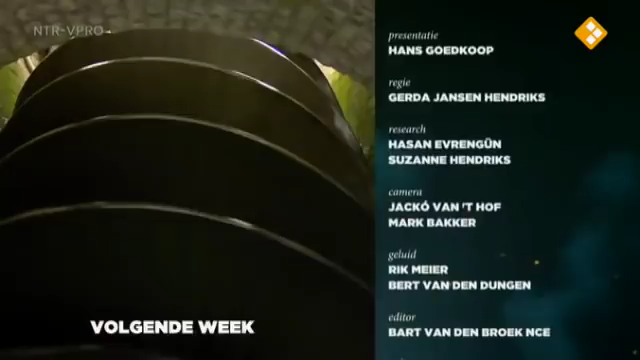 NTR-VPRO
presentatie
HANS GOEDKOOP
regie
GERDA JANSEN HENDRIKS
research
HASAN EVRENGÜN
SUZANNE HENDRIKS
camera
JACKÓ VAN 'T HOF
MARK BAKKER
geluid
RIK MEIER
BERT VAN DEN DUNGEN
editor
BART VAN DEN BROEK NCE
VOLGENDE WEEK